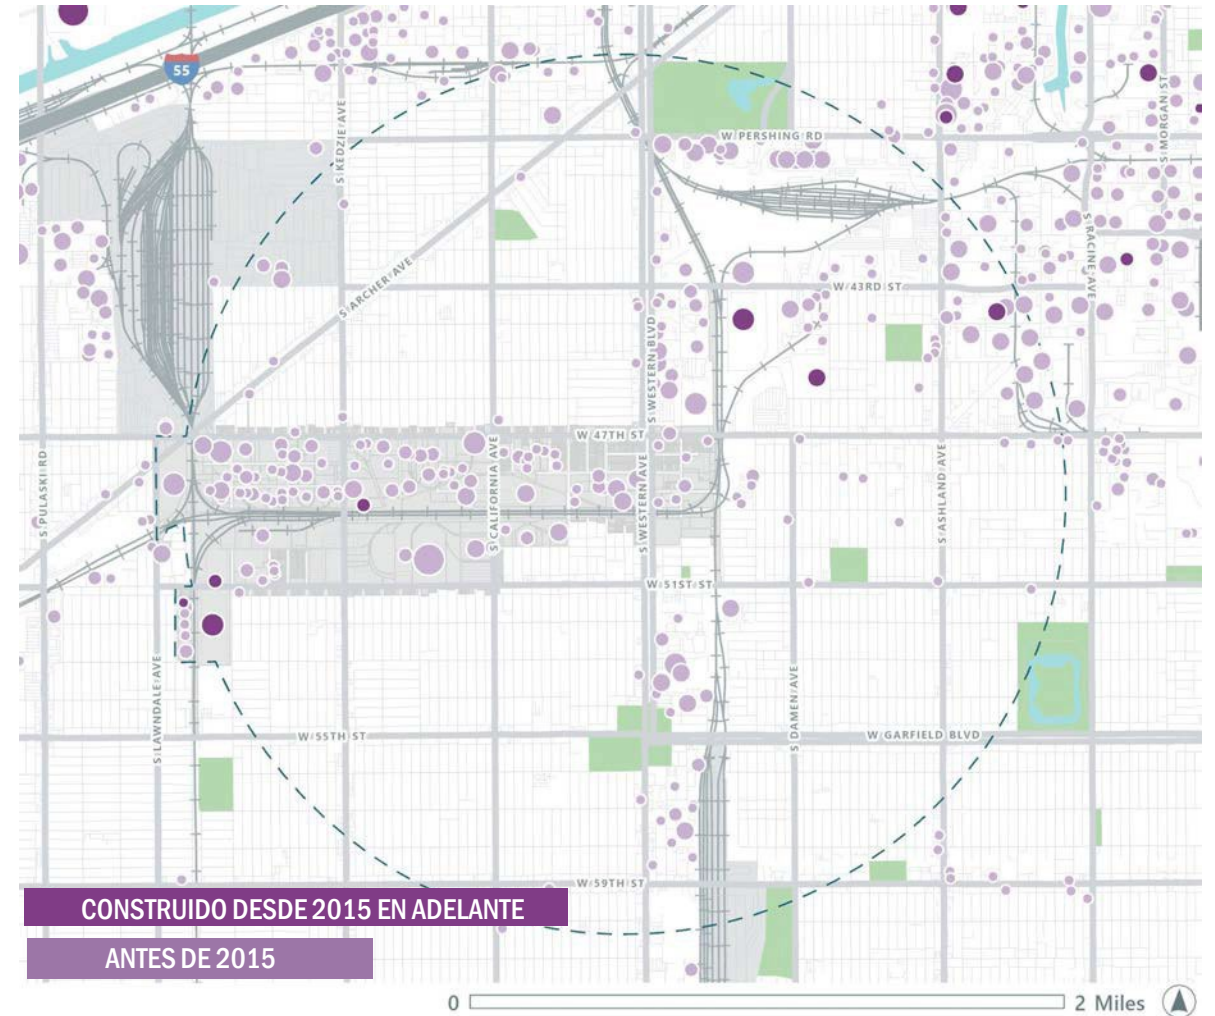 55
S KEDZIE AVE
W PERSHING RD
S MORGAN ST
S RACINE AVE
S ARCHER AVE
W 43RD ST
S WESTERN BLVD
W 47TH ST
S PULASKI RD
S CALIFORNIA AVE
S WESTERN AVE
S ASHLAND AVE
W 51ST ST
S LAWNDALE AVE
S DAMEN AVE
W 55TH ST
W GARFIELD BLVD
W 59TH ST
CONSTRUIDO DESDE 2015 EN ADELANTE
ANTES DE 2015
0 2 Miles